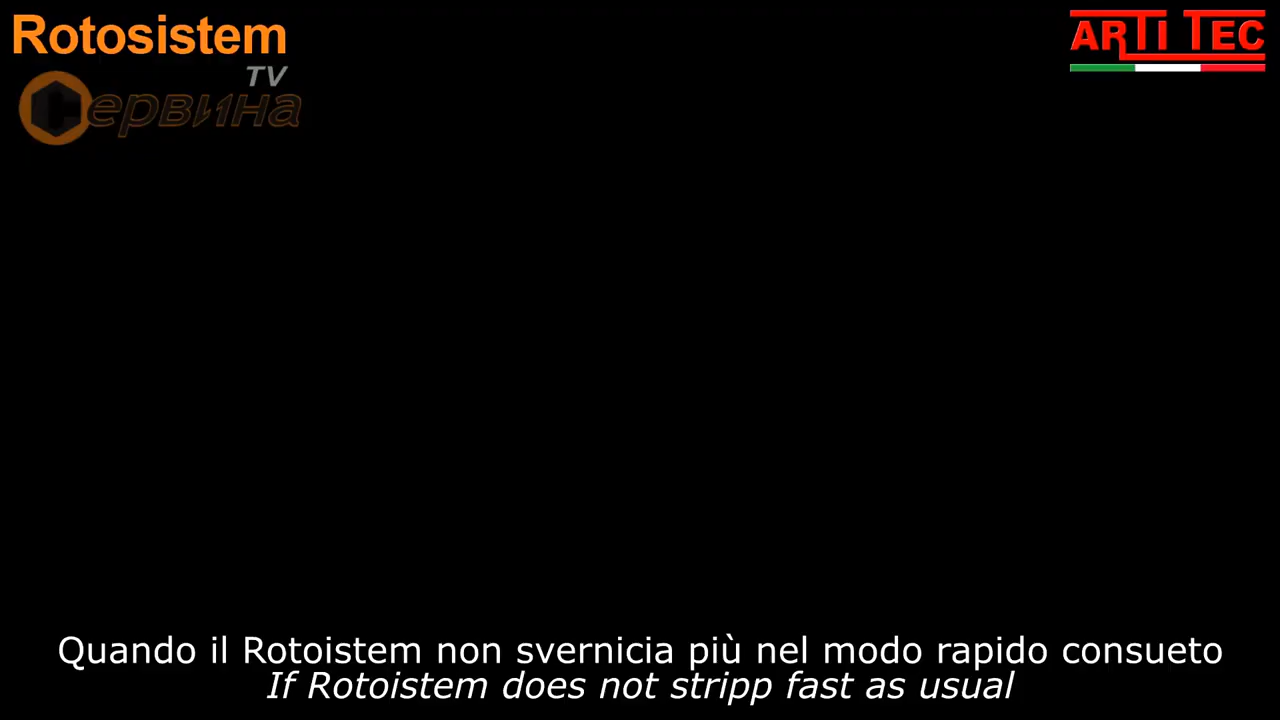 Rotosistem
ARTI TEC
TV
Сервина
Quando il Rotoistem non svernicia più nel modo rapido consueto
If Rotoistem does not stripp fast as usual